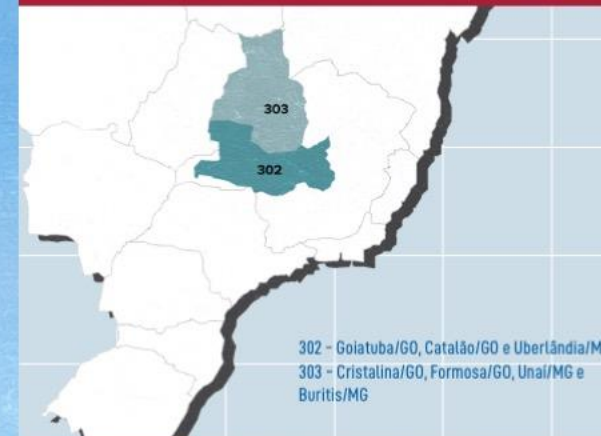 303
302
302 - Goiatuba/GO, Catalão/GO e Uberlândia/M
303 - Cristalina/GO, Formosa/GO, Unaí/MG e
Buritis/MG